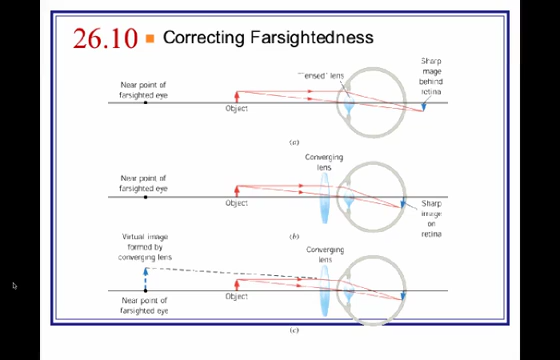 26.10 ■ Correcting Farsightedness
Near point of
farsighted eye
"Tensed" lens
Sharp
image
behind
retina
Object
(a)
Near point of
farsighted eye
Converging
lens
Object
Sharp
image
on
retina
(b)
Virtual image
formed by
converging lens
Converging
lens
Object
Near point of
farsighted eye
(c)